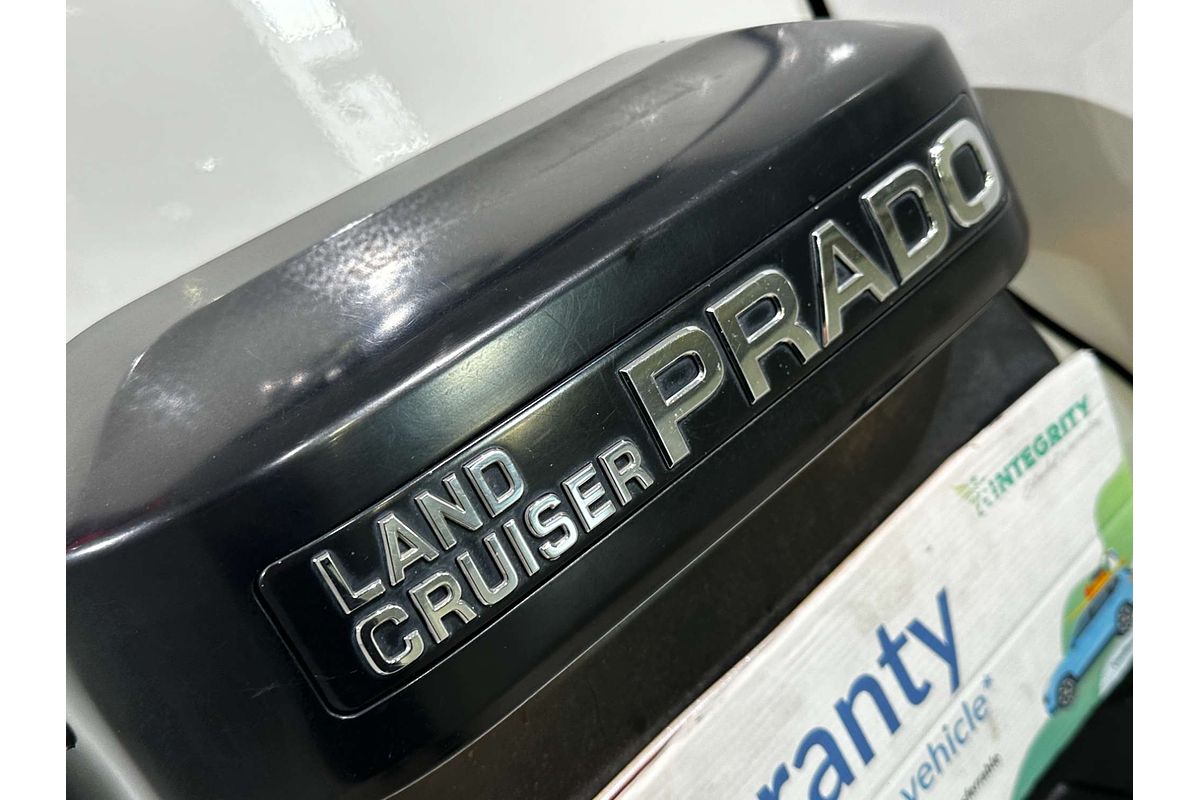 LAND
CRUISER
PRADO
INTEGRITY
ranty
vehicle*